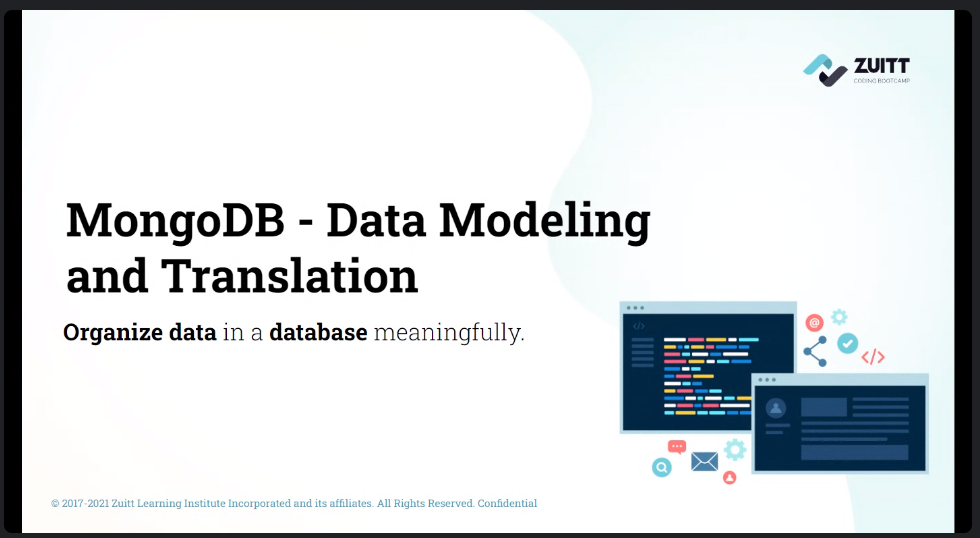 ZUITT
CODING BOOTCAMP
MongoDB - Data Modeling
and Translation
Organize data in a database meaningfully.
@
</>
</>
© 2017-2021 Zuitt Learning Institute Incorporated and its affiliates. All Rights Reserved. Confidential